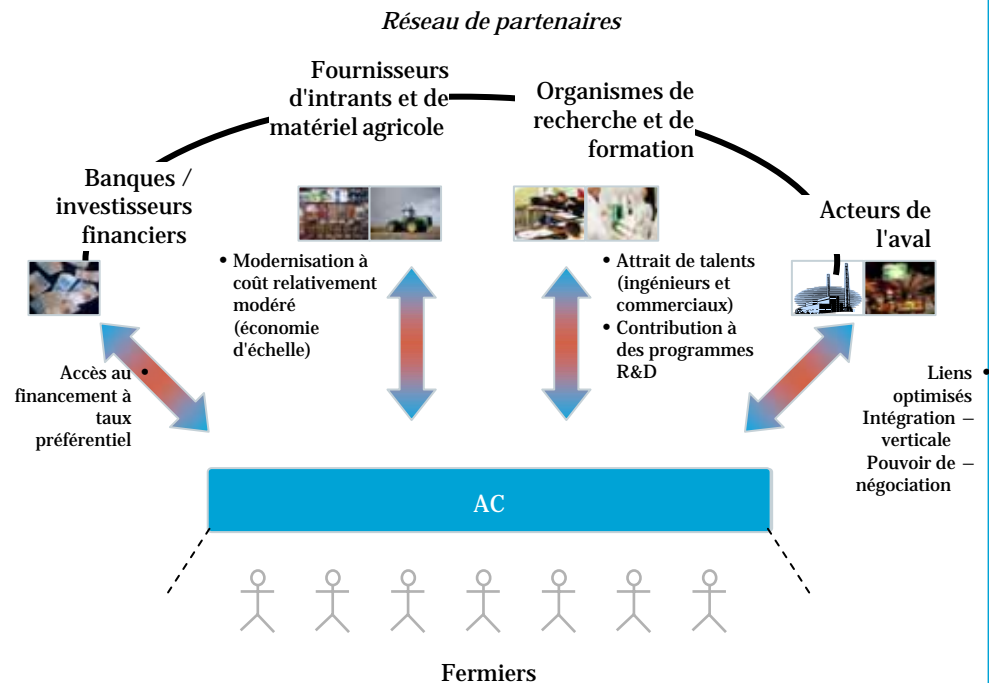 Réseau de partenaires
Fournisseurs
d'intrants et de
matériel agricole
Organismes de
recherche et de
formation
Banques /
investisseurs
financiers
Acteurs de
l'aval
• Modernisation à
coût relativement
modéré
(économie
d'échelle)
• Attrait de talents
(ingénieurs et
commerciaux)
• Contribution à
des programmes
R&D
Accès au •
financement à
taux
préférentiel
Liens •
optimisés
Intégration –
verticale
Pouvoir de –
négociation
AC
Fermiers